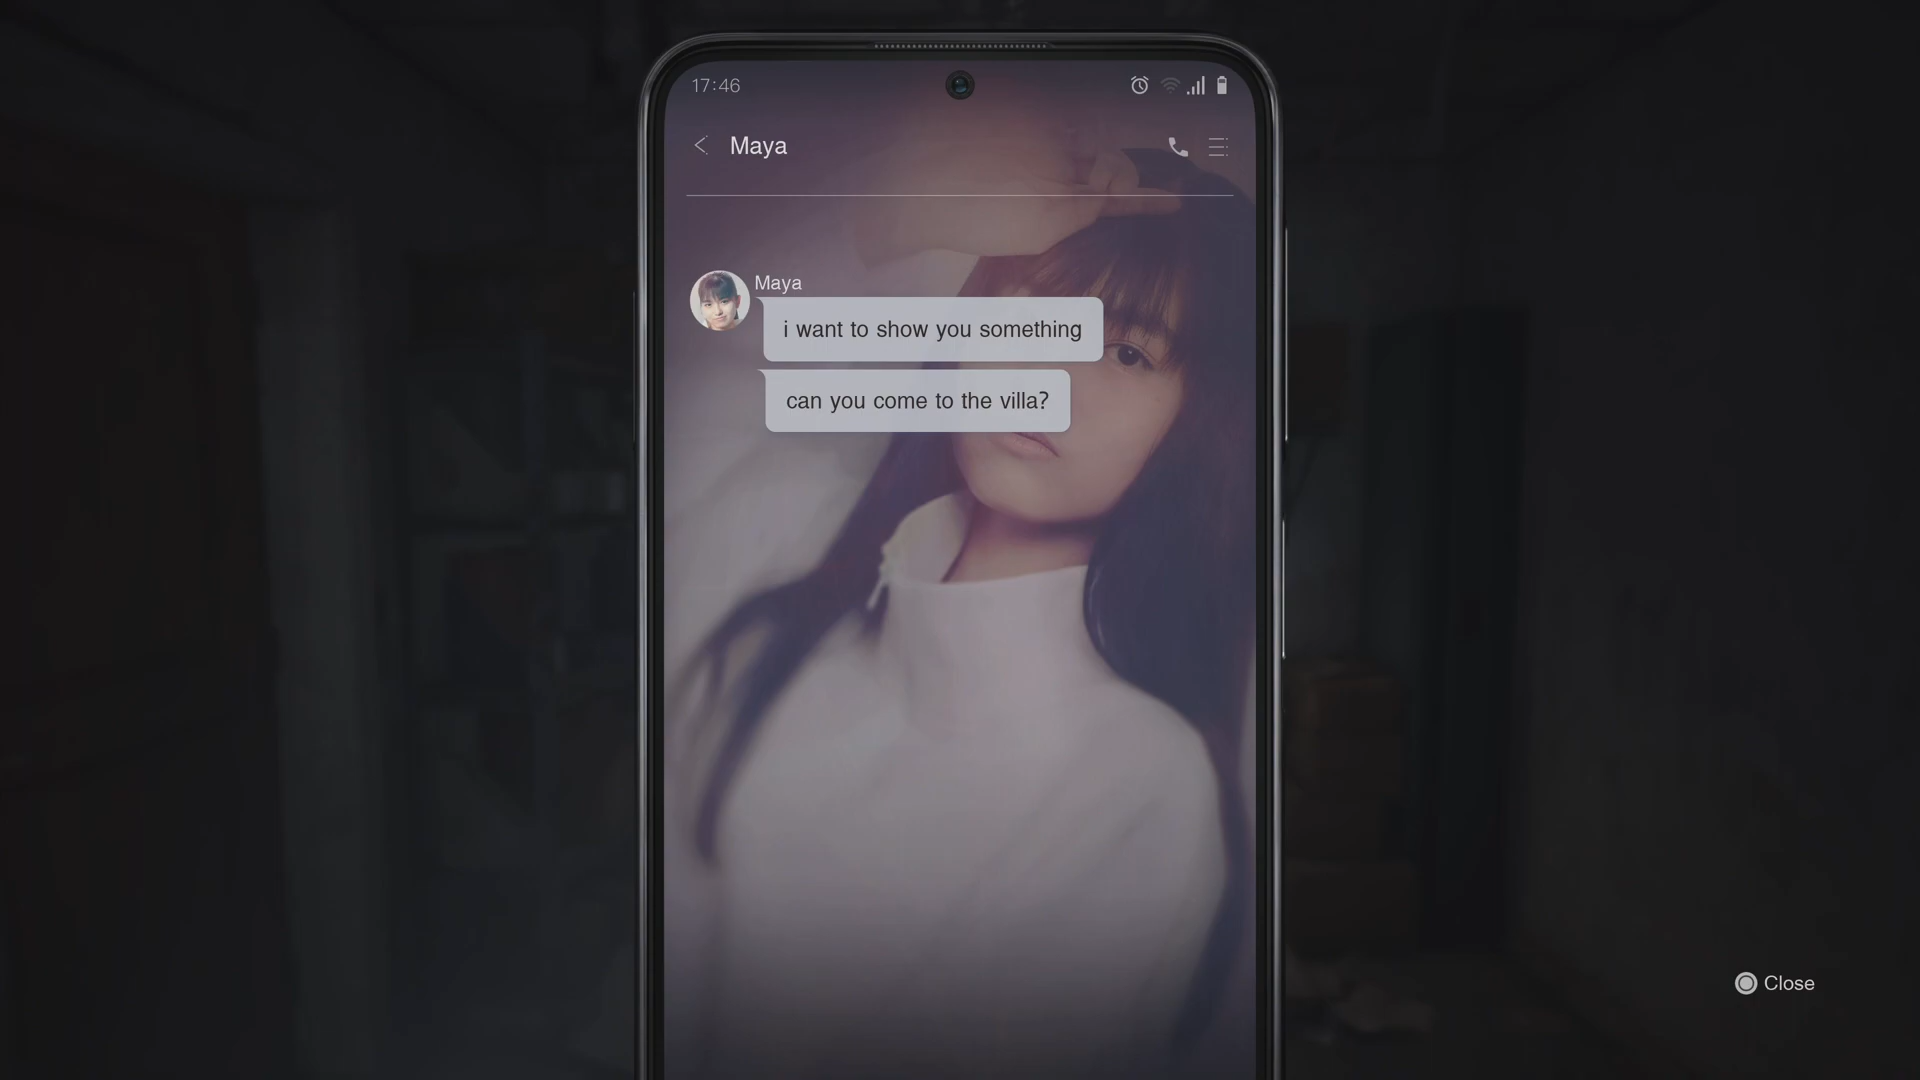 17:46
Maya
Maya
i want to show you something
can you come to the villa?
Close